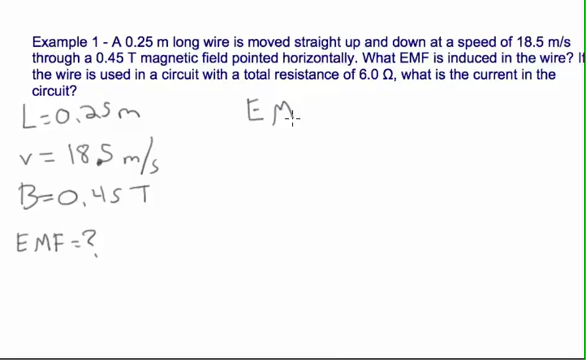 Example 1 - A 0.25 m long wire is moved straight up and down at a speed of 18.5 m/s
through a 0.45 T magnetic field pointed horizontally. What EMF is induced in the wire? If
the wire is used in a circuit with a total resistance of 6.0 Ω, what is the current in the
circuit?
L=0.25m
EM
v = 18.5 m/s
B=0.45 T
EMF=?